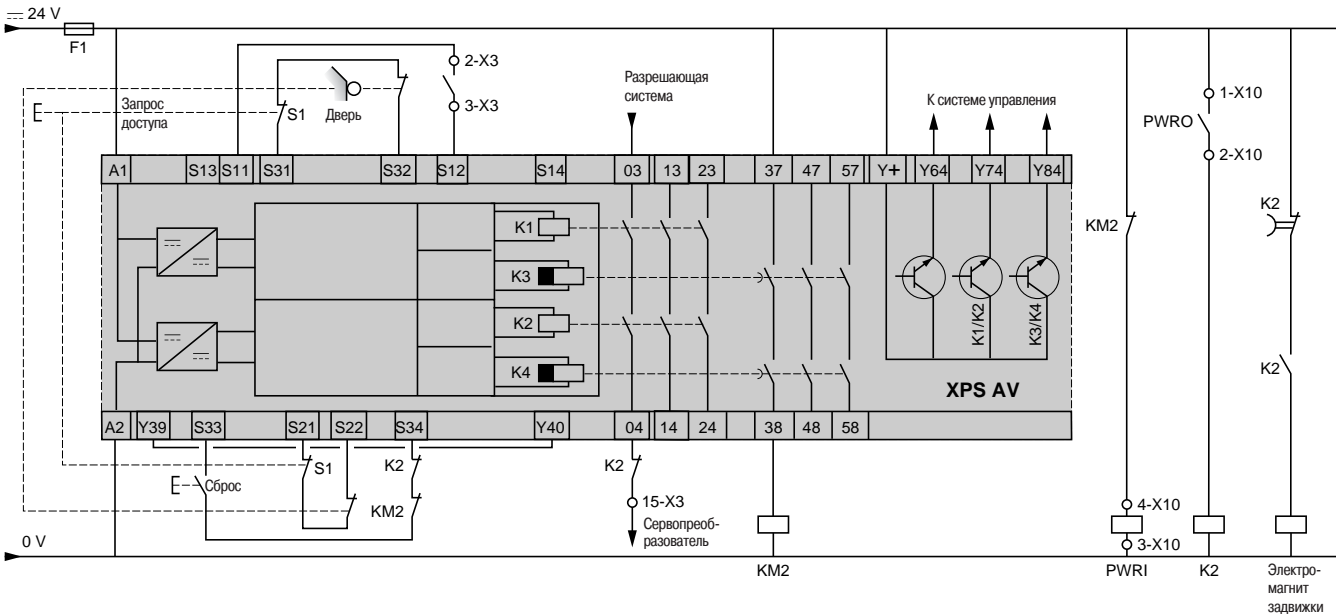 24 V
F1
2-X3
3-X3
Запрос
доступа
S1
Дверь
Разрешающая
система
К системе управления
1-X10
PWRO
2-X10
A1
S13
S11
S31
S32
S12
S14
03
13
23
37
47
57
Y+
Y64
Y74
Y84
K1
K3
K2
K4
K1/K2
K3/K4
XPS AV
KM2
K2
K2
A2
Y39
S33
S21
S22
S34
Y40
04
14
24
38
48
58
S1
K2
K2
Сброс
KM2
15-X3
Сервопреоб-
разователь
4-X10
3-X10
0 V
KM2
PWRI
K2
Электро-
магнит
задвижки